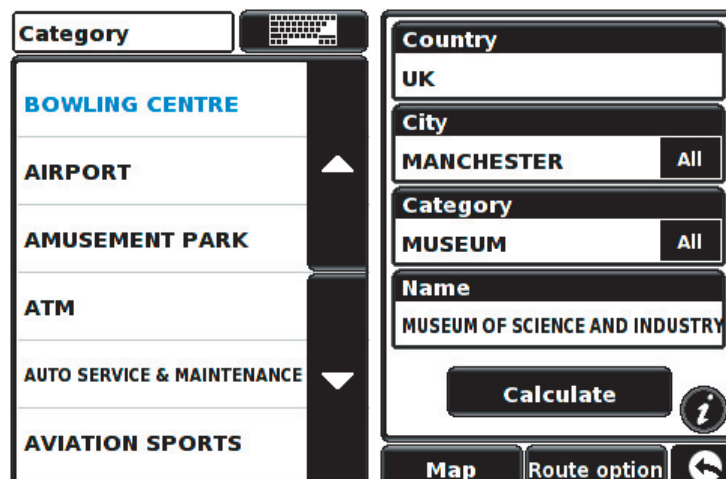 Category
BOWLING CENTRE
AIRPORT
AMUSEMENT PARK
ATM
AUTO SERVICE & MAINTENANCE
AVIATION SPORTS
Country
UK
City
MANCHESTER All
Category
MUSEUM All
Name
MUSEUM OF SCIENCE AND INDUSTRY
Calculate
i
Map Route option